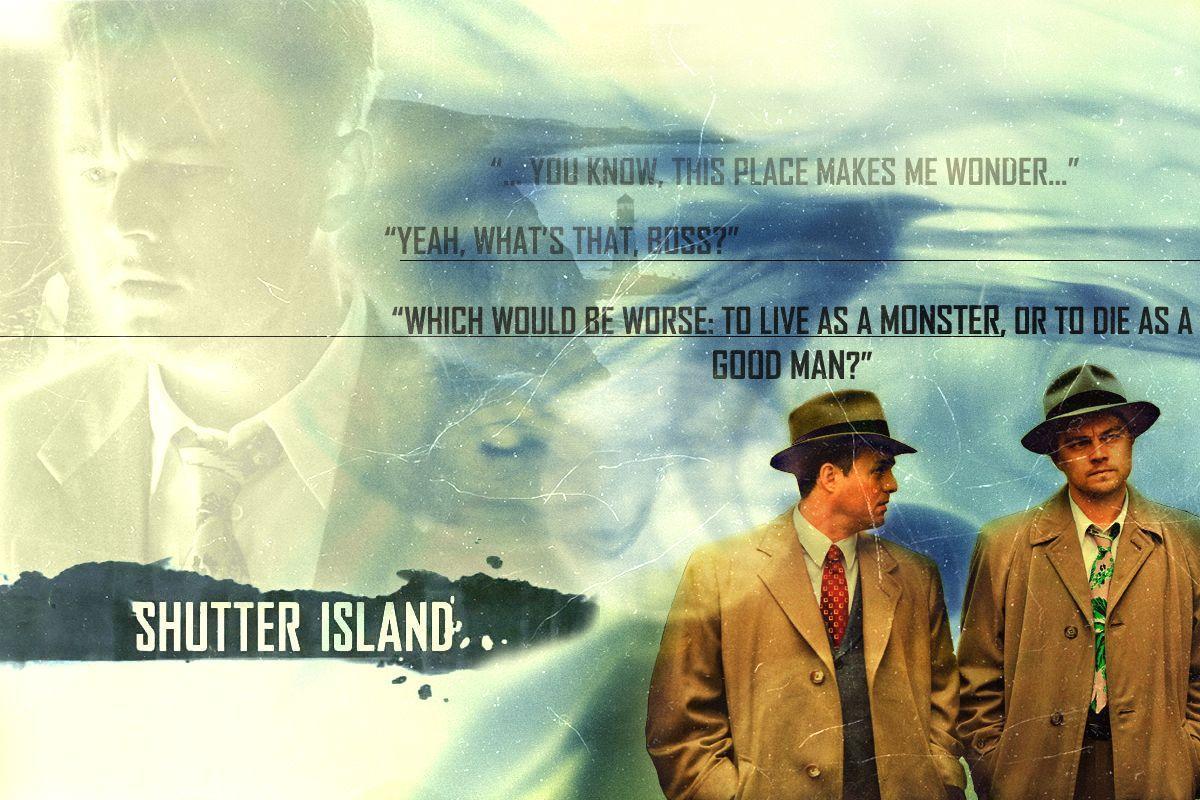 “... YOU KNOW, THIS PLACE MAKES ME WONDER...”
“YEAH, WHAT’S THAT, BOSS?”
“WHICH WOULD BE WORSE: TO LIVE AS A MONSTER, OR TO DIE AS A
GOOD MAN?”
SHUTTER ISLAND...